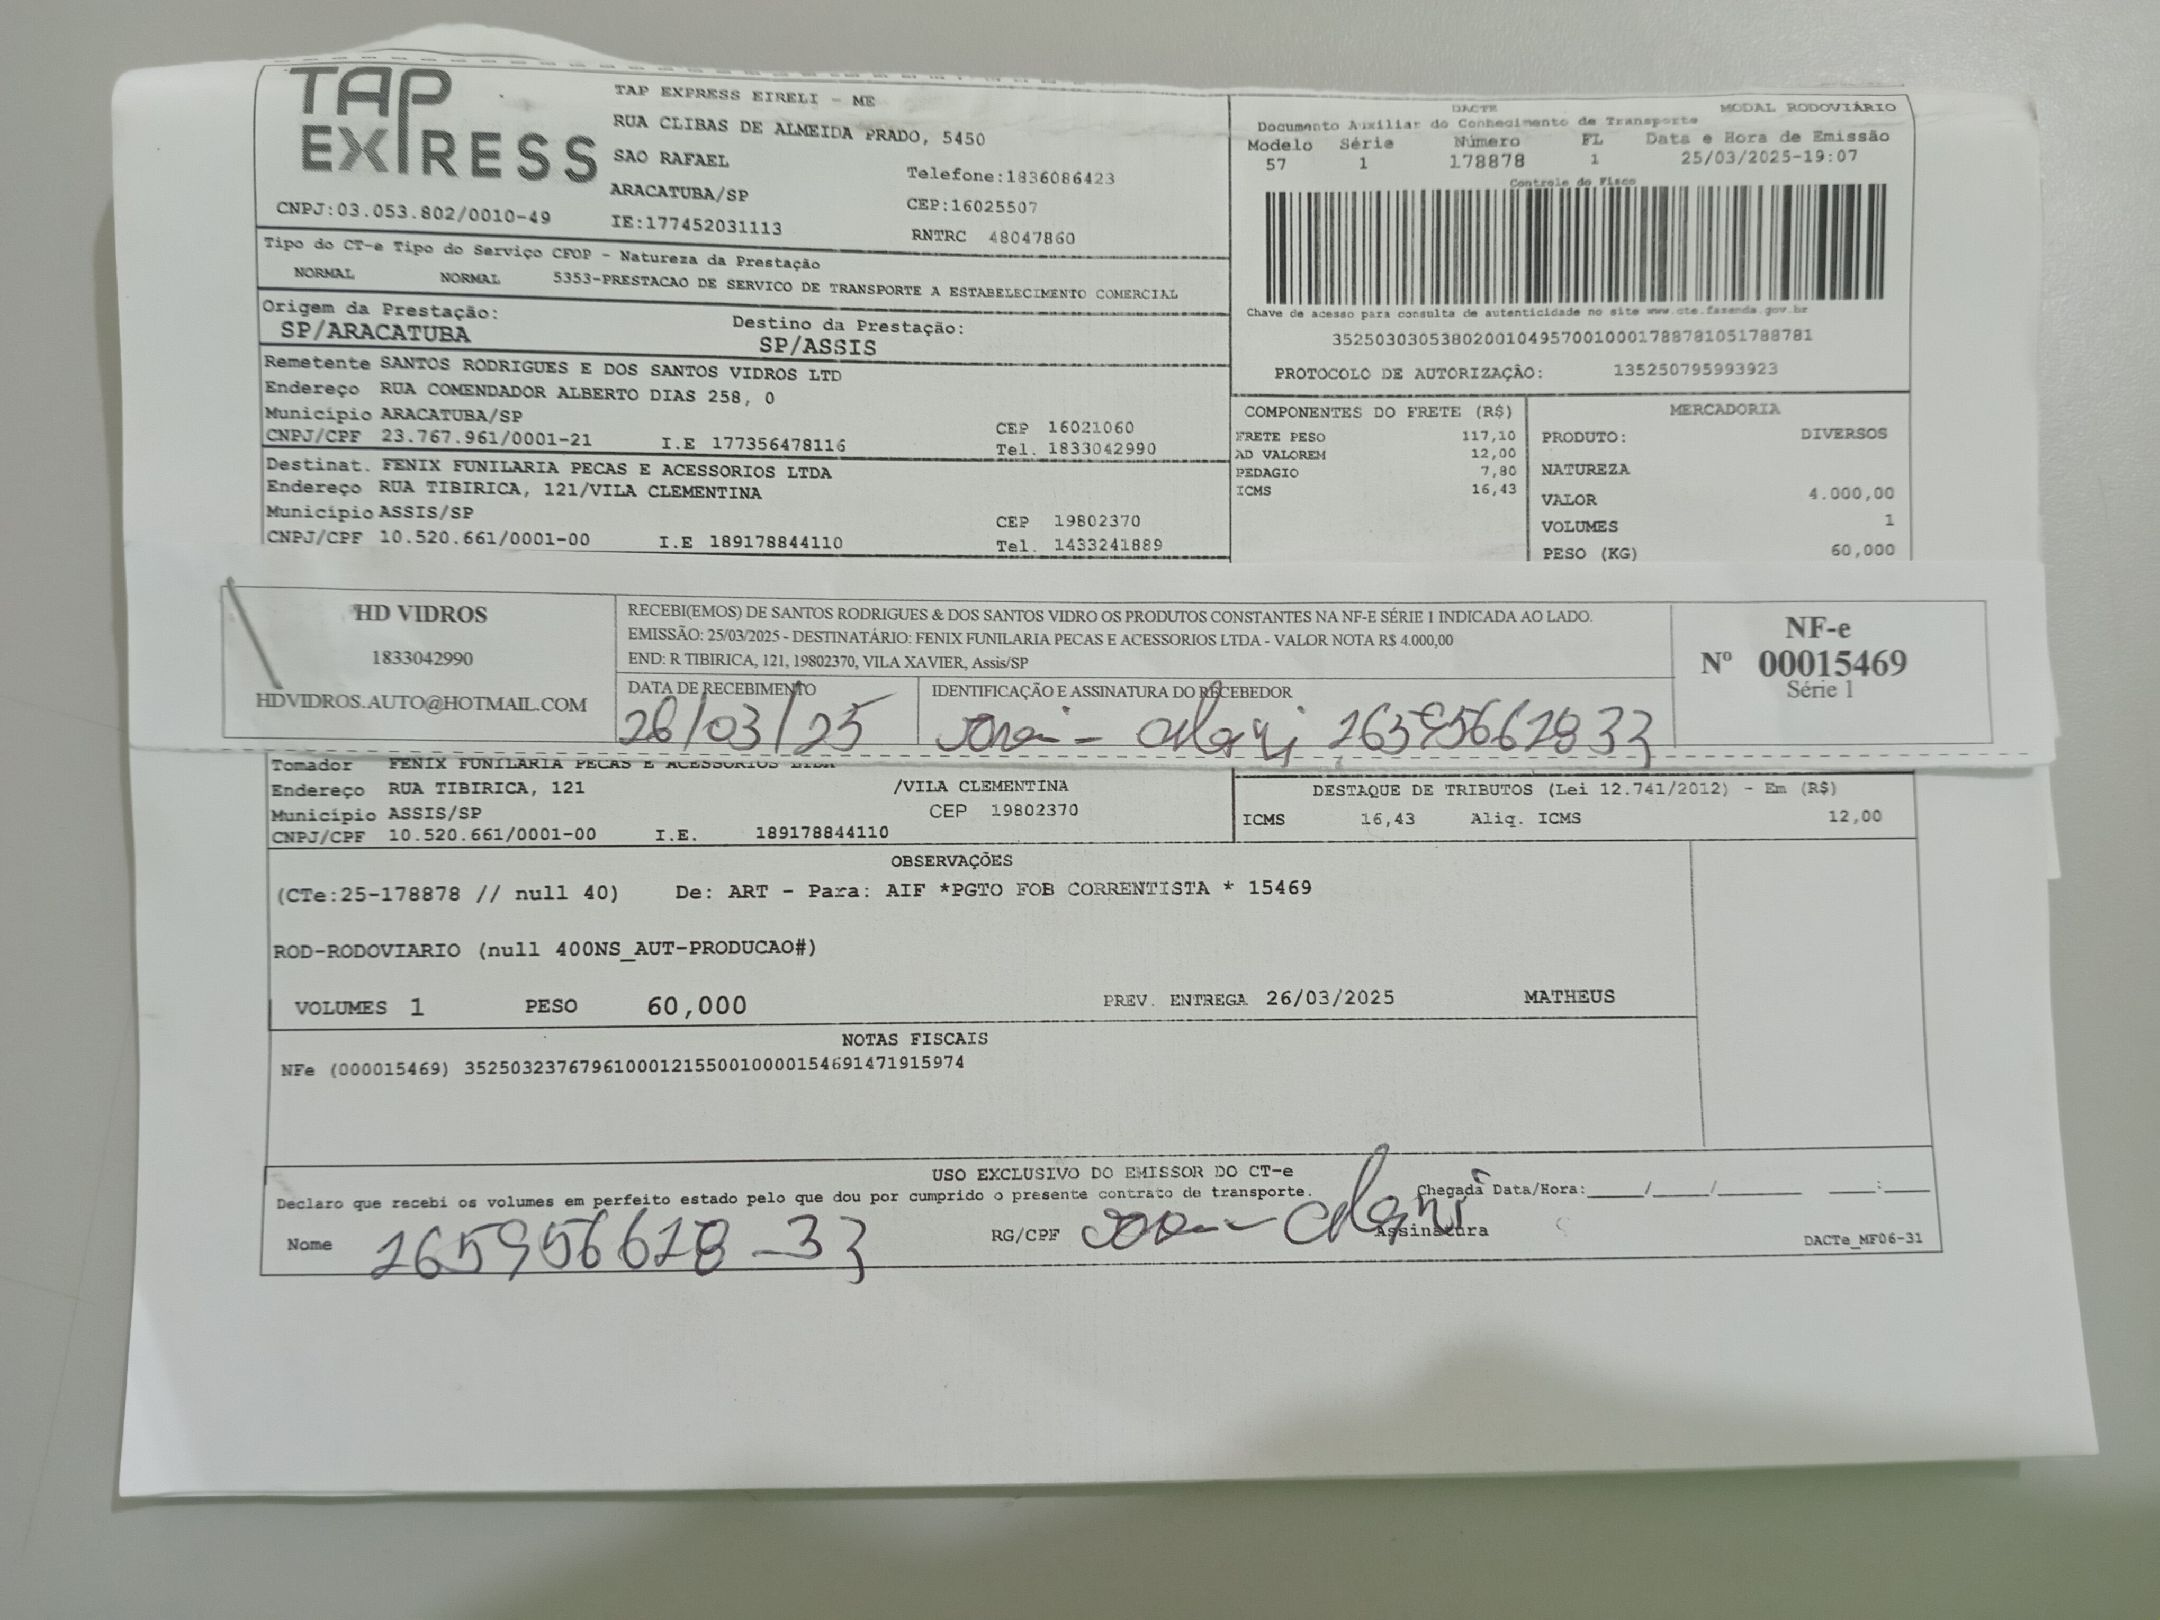 TAP EXPRESS
TAP EXPRESS EIRELI - ME
RUA CLIBAS DE ALMEIDA PRADO, 5450
SAO RAFAEL
Telefone:1836086423
ARACATUBA/SP
CEP:16025507
CNPJ:03.053.802/0010-49
IE:177452031113
RNTRC 48047860
DACTE
MODAL RODOVIÁRIO
Documento Auxiliar do Conhecimento de Transporte
Modelo Série Número FL Data e Hora de Emissão
57 1 178878 1 25/03/2025-19:07
Controle do Fisco
Chave de acesso para consulta de autenticidade no site www.cte.fazenda.gov.br
35250303053802001049570010001788781051788781
PROTOCOLO DE AUTORIZAÇÃO: 135250795993923
Tipo do CT-e Tipo do Serviço CFOP - Natureza da Prestação
NORMAL NORMAL 5353-PRESTACAO DE SERVICO DE TRANSPORTE A ESTABELECIMENTO COMERCIAL
Origem da Prestação: Destino da Prestação:
SP/ARACATUBA SP/ASSIS
Remetente SANTOS RODRIGUES E DOS SANTOS VIDROS LTD
Endereço RUA COMENDADOR ALBERTO DIAS 258, 0
Município ARACATUBA/SP CEP 16021060
CNPJ/CPF 23.767.961/0001-21 I.E 177356478116 Tel. 1833042990
Destinat. FENIX FUNILARIA PECAS E ACESSORIOS LTDA
Endereço RUA TIBIRICA, 121/VILA CLEMENTINA
Município ASSIS/SP CEP 19802370
CNPJ/CPF 10.520.661/0001-00 I.E 189178844110 Tel. 1433241889
COMPONENTES DO FRETE (R$)
FRETE PESO 117,10
AD VALOREM 12,00
PEDAGIO 7,80
ICMS 16,43
MERCADORIA
PRODUTO: DIVERSOS
NATUREZA
VALOR 4.000,00
VOLUMES 1
PESO (KG) 60,000
HD VIDROS
1833042990
HDVIDROS.AUTO@HOTMAIL.COM
RECEBI(EMOS) DE SANTOS RODRIGUES & DOS SANTOS VIDRO OS PRODUTOS CONSTANTES NA NF-E SÉRIE 1 INDICADA AO LADO.
EMISSÃO: 25/03/2025 - DESTINATÁRIO: FENIX FUNILARIA PECAS E ACESSORIOS LTDA - VALOR NOTA R$ 4.000,00
END: R TIBIRICA, 121, 19802370, VILA XAVIER, Assis/SP
DATA DE RECEBIMENTO
26/03/25
IDENTIFICAÇÃO E ASSINATURA DO RECEBEDOR
16595661833
NF-e
Nº 00015469
Série 1
Tomador FENIX FUNILARIA PECAS E ACESSORIOS LTDA
Endereço RUA TIBIRICA, 121 /VILA CLEMENTINA
Município ASSIS/SP CEP 19802370
CNPJ/CPF 10.520.661/0001-00 I.E. 189178844110
DESTAQUE DE TRIBUTOS (Lei 12.741/2012) - Em (R$)
ICMS 16,43 Aliq. ICMS 12,00
OBSERVAÇÕES
(CTe:25-178878 // null 40) De: ART - Para: AIF *PGTO FOB CORRENTISTA * 15469
ROD-RODOVIARIO (null 400NS_AUT-PRODUCAO#)
VOLUMES 1 PESO 60,000 PREV. ENTREGA 26/03/2025 MATHEUS
NOTAS FISCAIS
NFe (000015469) 35250323767961000121550010000154691471915974
USO EXCLUSIVO DO EMISSOR DO CT-e
Declaro que recebi os volumes em perfeito estado pelo que dou por cumprido o presente contrato de transporte.
Chegada Data/Hora:____/____/______ ___:___
Nome 165956618-33 RG/CPF Assinatura
DACTe_MF06-31